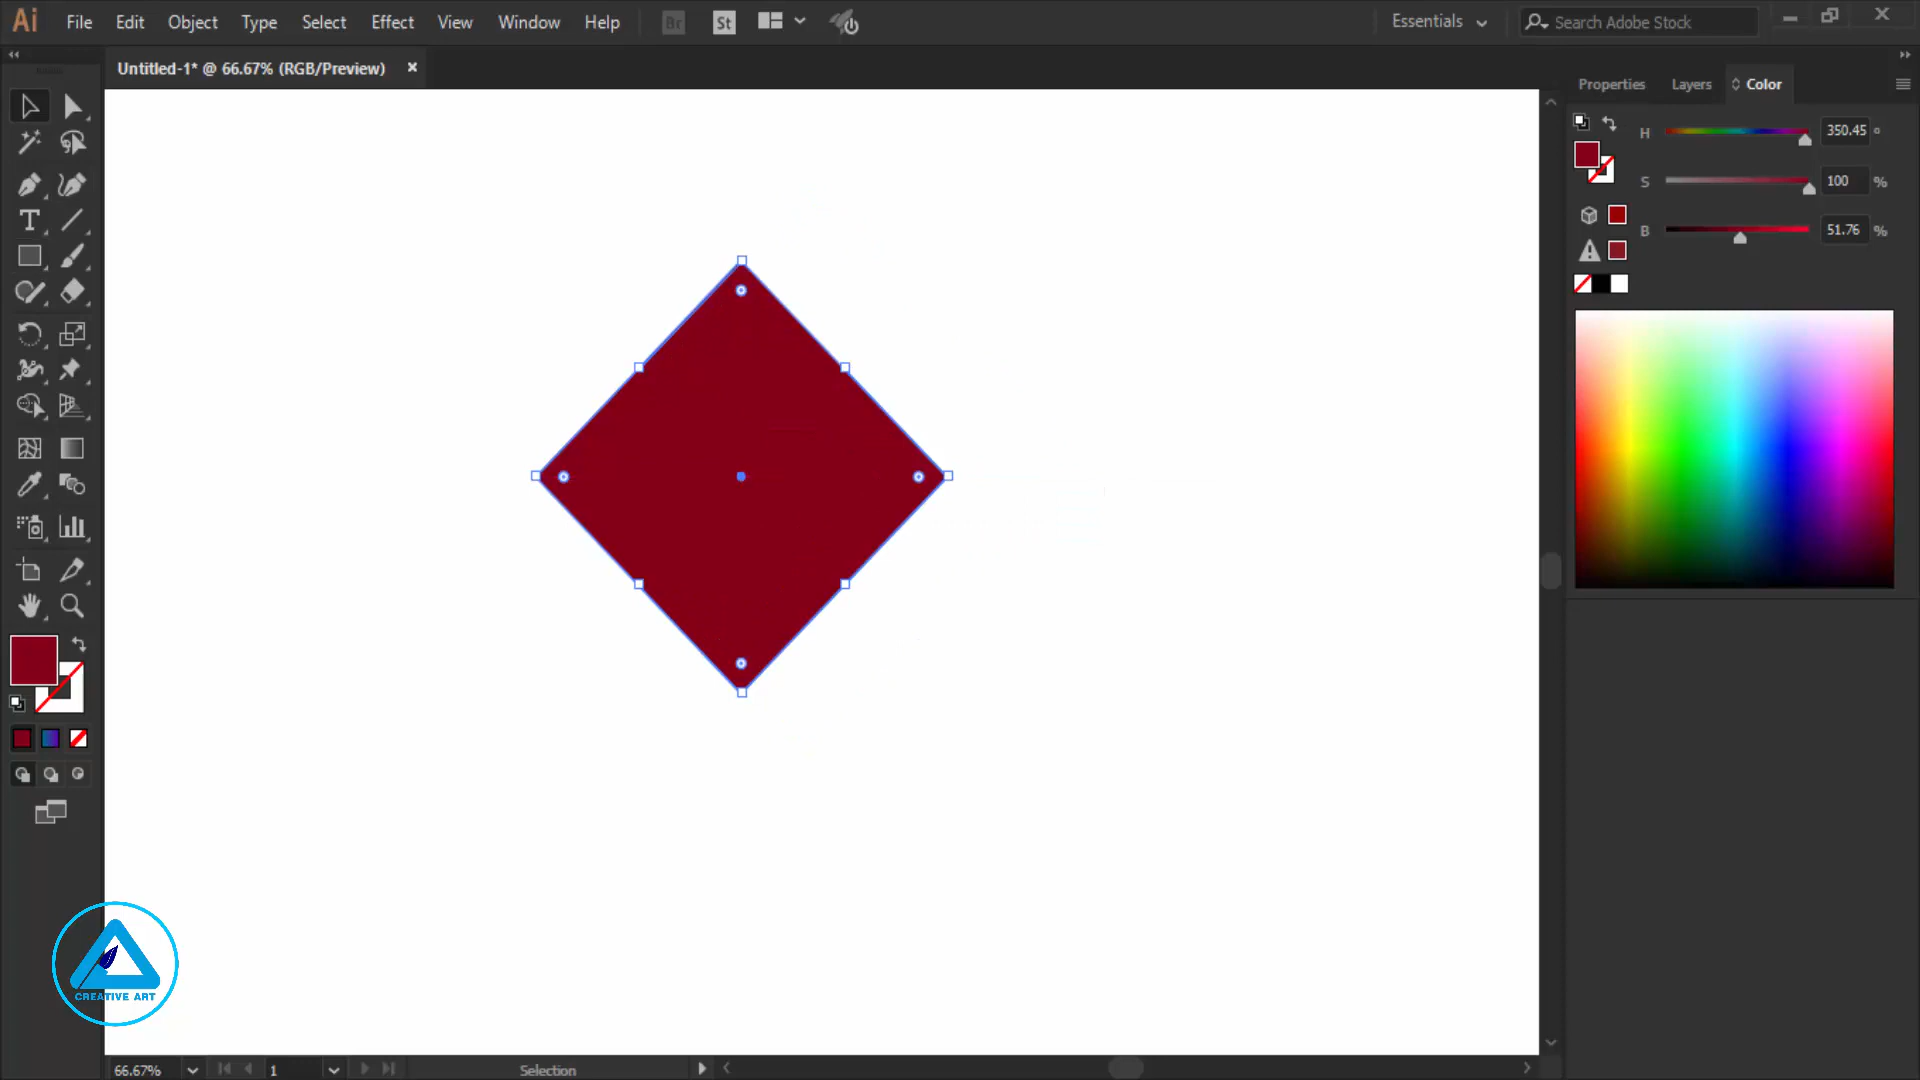 Ai File Edit Object Type Select Effect View Window Help Br St Essentials Search Adobe Stock
Untitled-1* @ 66.67% (RGB/Preview)
Properties Layers Color
H 350.45 °
S 100 %
B 51.76 %
T
CREATIVE ART
66.67% 1 Selection